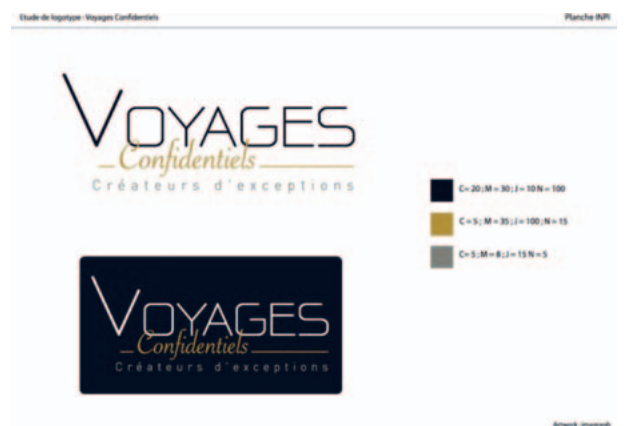 Etude de logotype : Voyages Confidentiels
Planche INPI
VOYAGES
Confidentiels
Créateurs d'exceptions
C= 20 ; M = 30 ; J = 10 N = 100
C = 5 ; M = 35 ; J = 100 ; N = 15
C= 5 ; M = 8 ; J = 15 N = 5
VOYAGES
Confidentiels
Créateurs d'exceptions